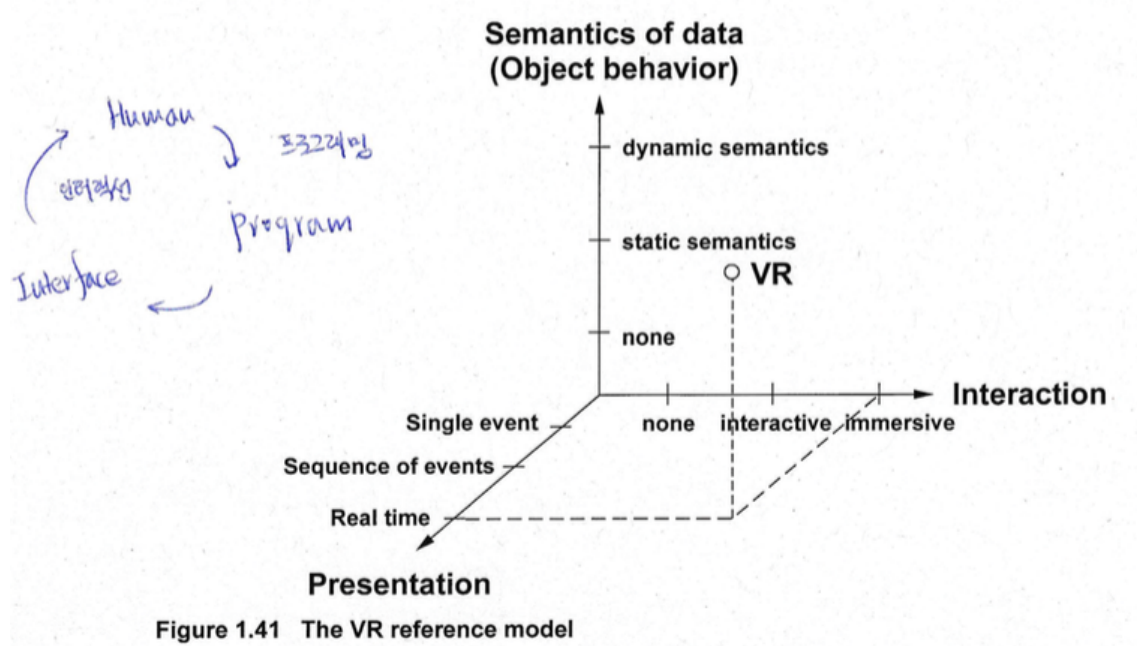 Semantics of data
(Object behavior)
Human
프로그래밍
dynamic semantics
인터랙션
program
static semantics
VR
Interface
none
Interaction
Single event
none interactive immersive
Sequence of events
Real time
Presentation
Figure 1.41 The VR reference model